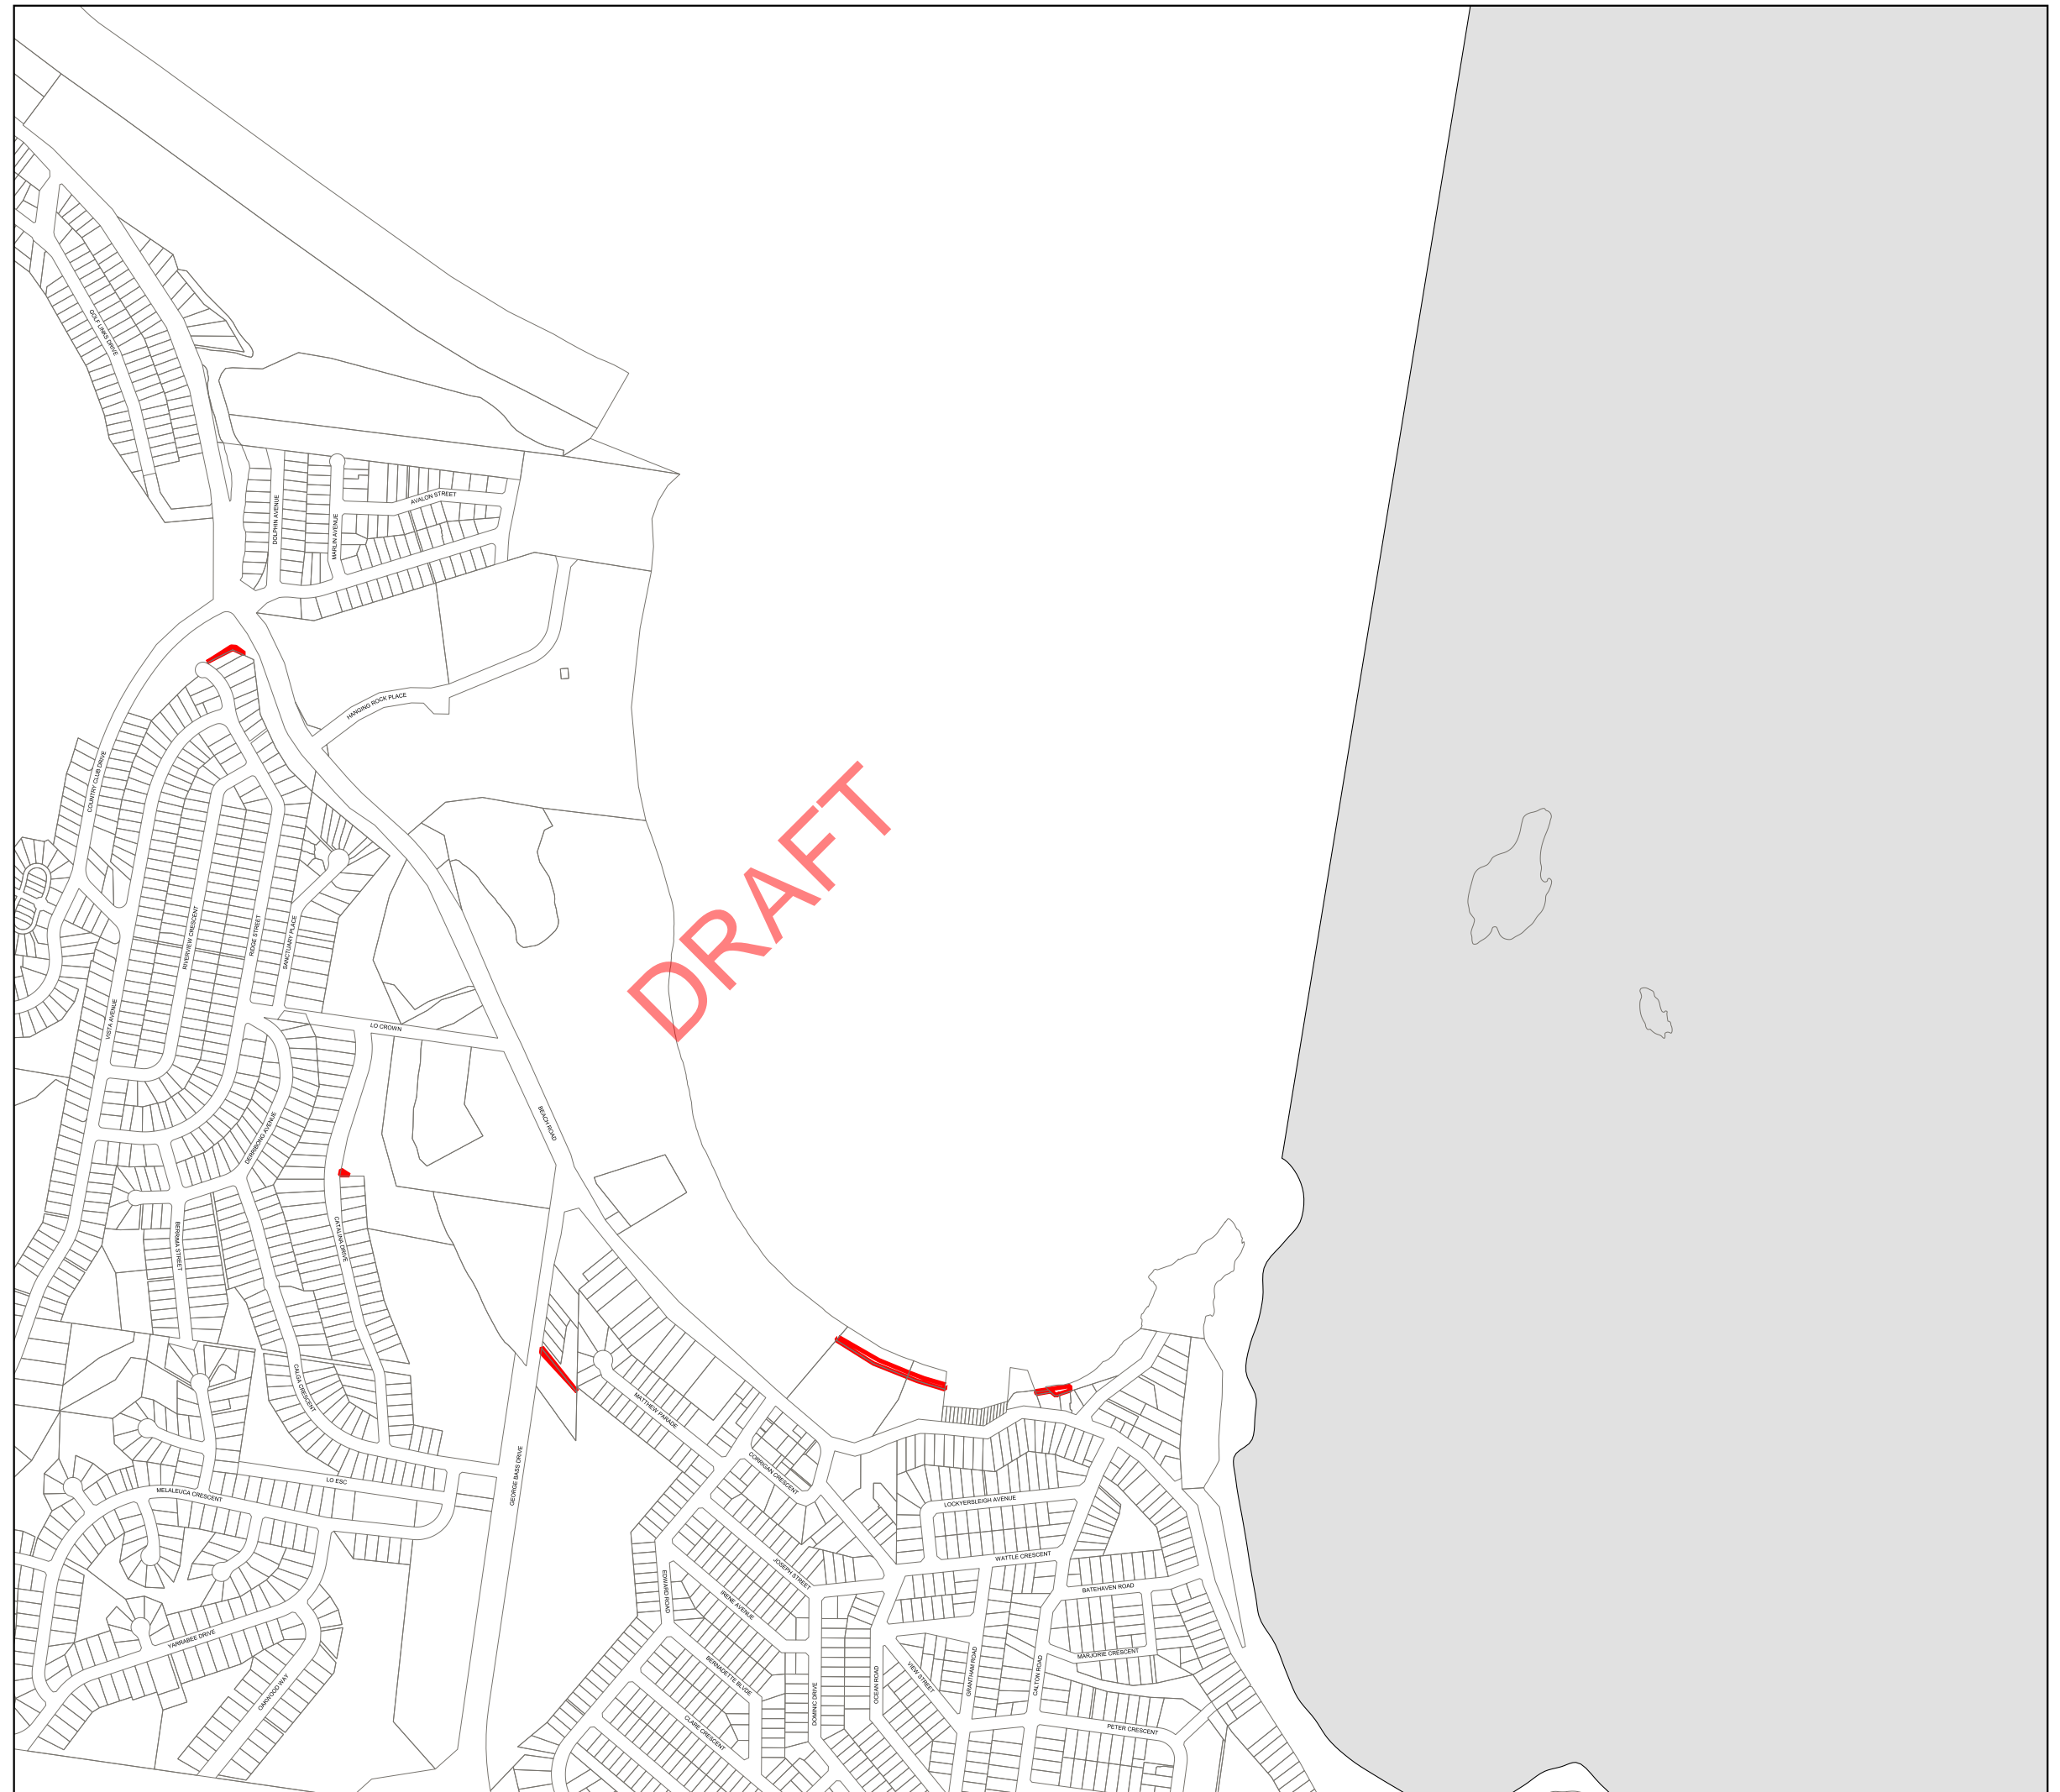 GOLF LINKS DRIVE
AVALON STREET
DOLPHIN AVENUE
MARLIN AVENUE
HANGING ROCK PLACE
COUNTRY CLUB DRIVE
DRAFT
RIVERVIEW CRESCENT
RIDGE STREET
SANCTUARY PLACE
VISTA AVENUE
LO CROWN
BEACH ROAD
DERRIBONG AVENUE
BERRIMA STREET
CATALINA DRIVE
CALGA CRESCENT
MATTHEW PARADE
GEORGE BASS DRIVE
CORRIGAN CRESCENT
LO ESC
MELALEUCA CRESCENT
LOCKYERSLEIGH AVENUE
WATTLE CRESCENT
JOSEPH STREET
EDWARD ROAD
IRENE AVENUE
BATEHAVEN ROAD
YARRABEE DRIVE
MARJORIE CRESCENT
BERNADETTE BLVDE
VIEW STREET
GRANTHAM ROAD
CALTON ROAD
OCEAN ROAD
OAKWOOD WAY
DOMINIC DRIVE
CLARE CRESCENT
PETER CRESCENT